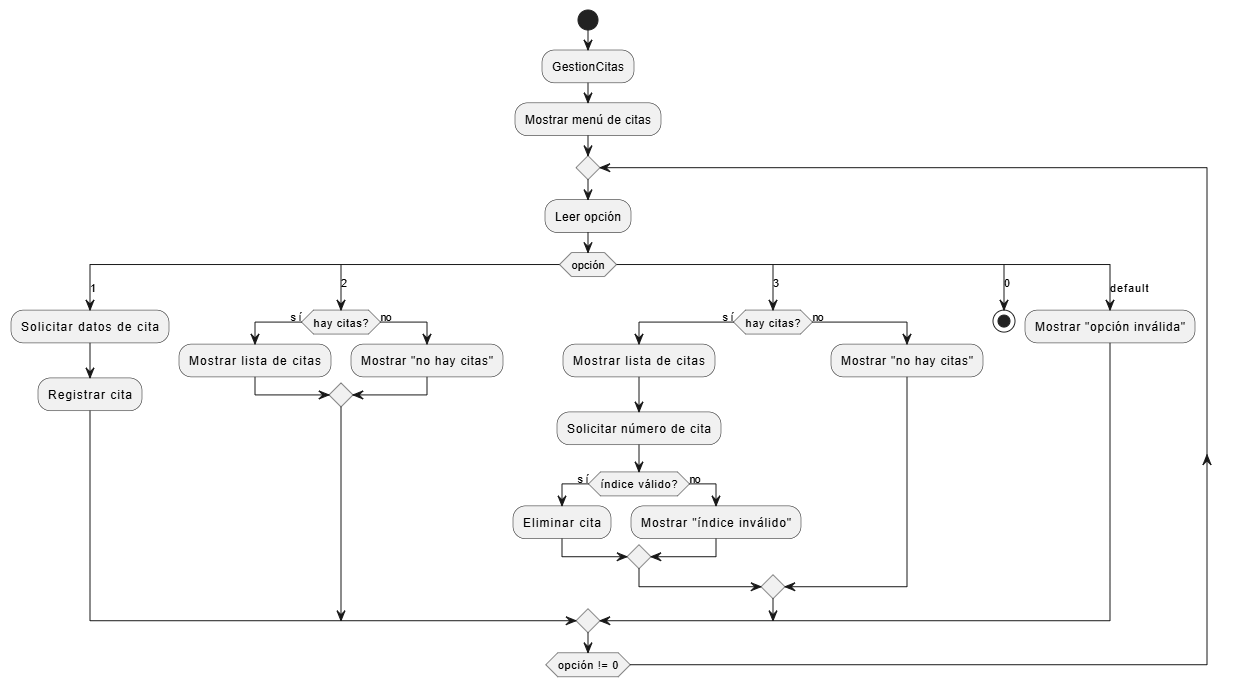 GestionCitas
Mostrar menú de citas
Leer opción
opción
1
2
3
0
default
Solicitar datos de cita
sí
hay citas?
no
sí
hay citas?
no
Mostrar "opción inválida"
Mostrar lista de citas
Mostrar "no hay citas"
Mostrar lista de citas
Mostrar "no hay citas"
Registrar cita
Solicitar número de cita
sí
índice válido?
no
Eliminar cita
Mostrar "índice inválido"
opción != 0